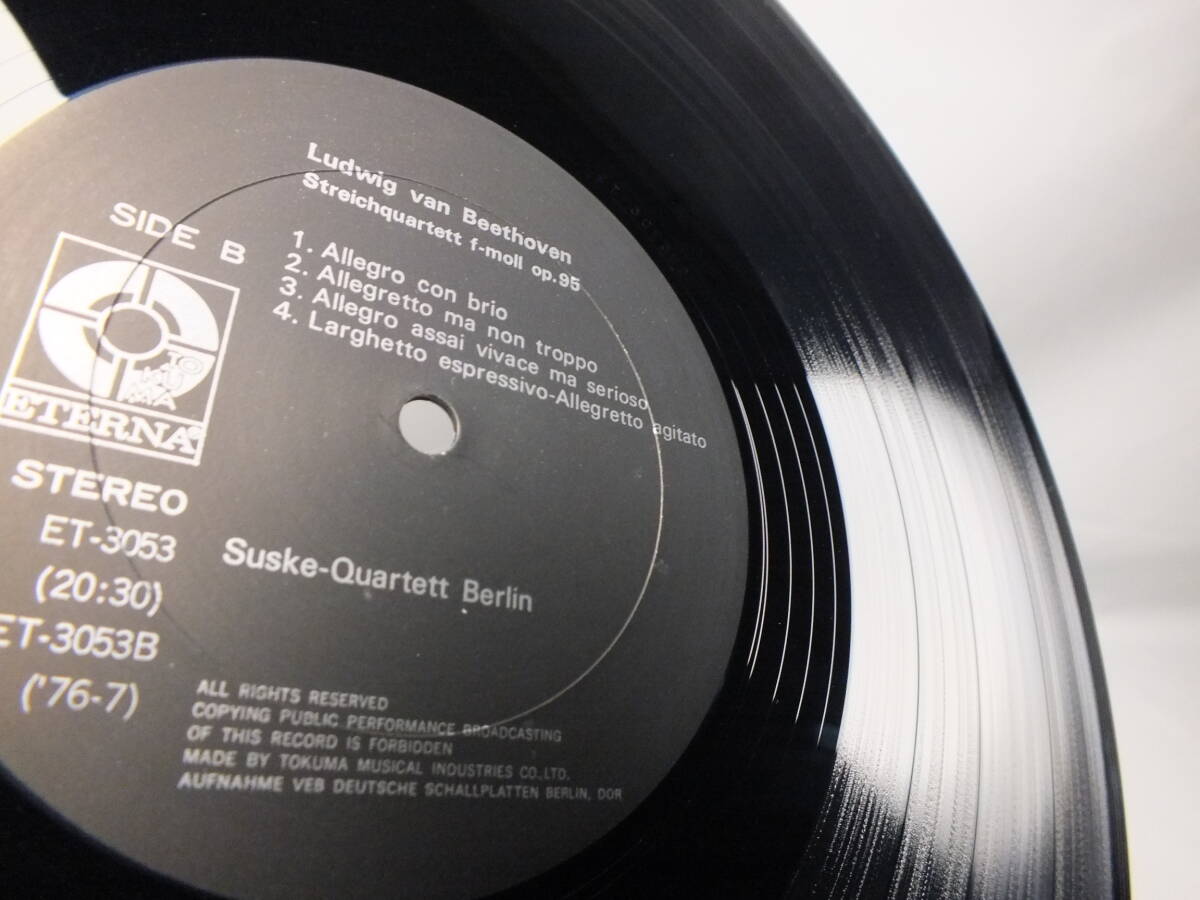 Ludwig van Beethoven
Streichquartett f-moll op.95
1. Allegro con brio
2. Allegretto ma non troppo
3. Allegro assai vivace ma serioso
4. Larghetto espressivo-Allegretto agitato
SIDE B
TO
KU
MA
ETERNA
STEREO
ET-3053
(20:30)
ET-3053B
('76-7)
Suske-Quartett Berlin
ALL RIGHTS RESERVED
COPYING PUBLIC PERFORMANCE BROADCASTING
OF THIS RECORD IS FORBIDDEN
MADE BY TOKUMA MUSICAL INDUSTRIES CO.,LTD.
AUFNAHME VEB DEUTSCHE SCHALLPLATTEN BERLIN, DDR